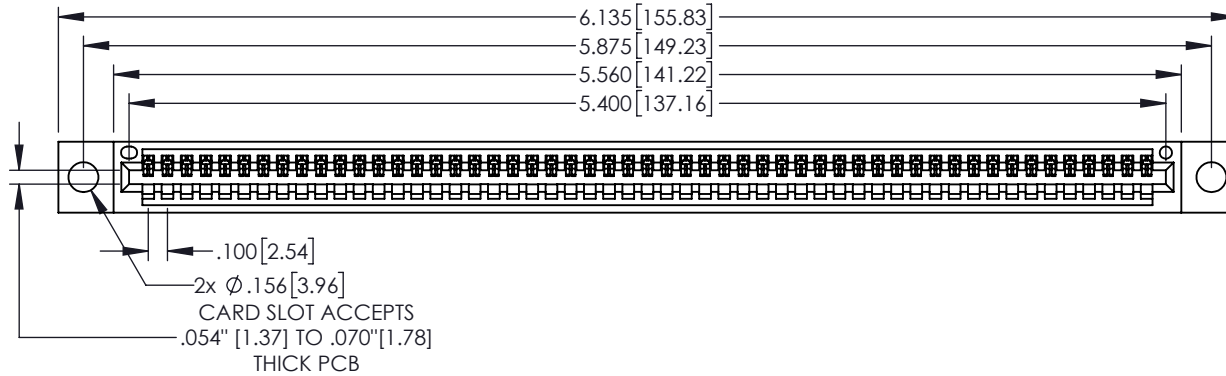 6.135[155.83]
5.875[149.23]
5.560[141.22]
5.400[137.16]
.100[2.54]
2x Ø.156[3.96]
CARD SLOT ACCEPTS
.054" [1.37] TO .070"[1.78]
THICK PCB